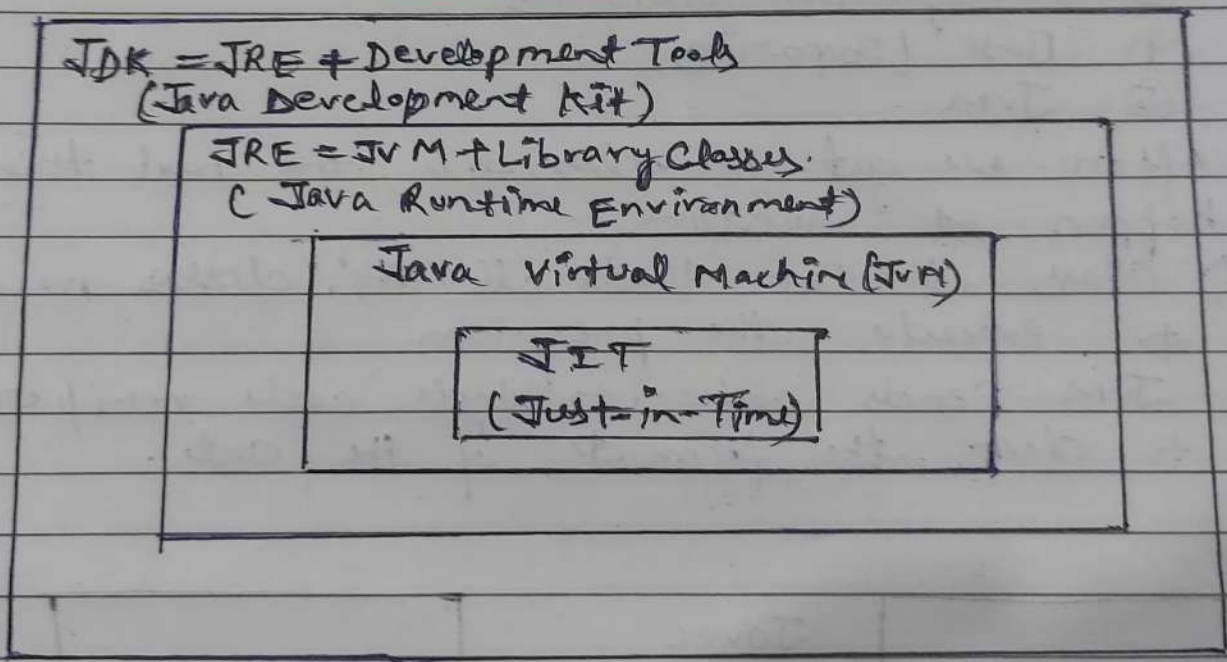 JDK = JRE + Development Tools
(Java Development Kit)
JRE = JVM + Library Classes.
( Java Runtime Environment)
Java Virtual Machine (JVM)
JIT
(Just-in-Time)